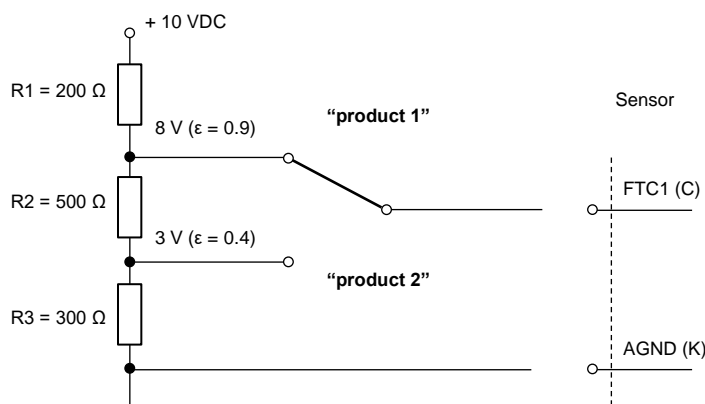 + 10 VDC
R1 = 200 Ω
“product 1”
Sensor
8 V (ε = 0.9)
FTC1 (C)
R2 = 500 Ω
3 V (ε = 0.4)
“product 2”
R3 = 300 Ω
AGND (K)